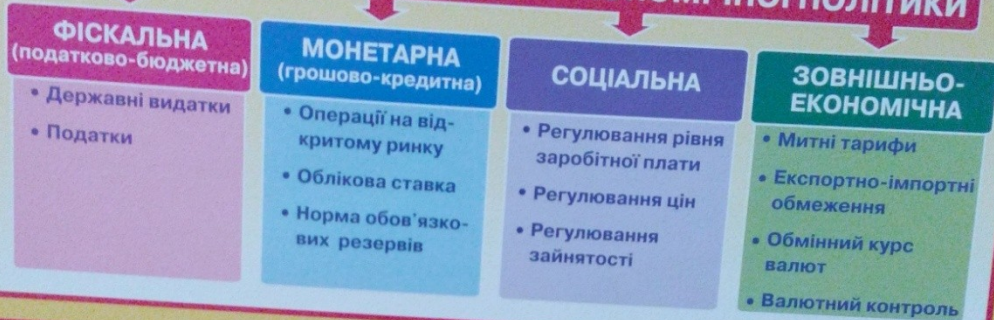 ПОЛІТИКИ
ФІСКАЛЬНА
(податково-бюджетна)
• Державні видатки
• Податки
МОНЕТАРНА
(грошово-кредитна)
• Операції на від-
критому ринку
• Облікова ставка
• Норма обов'язко-
вих резервів
СОЦІАЛЬНА
• Регулювання рівня
заробітної плати
• Регулювання цін
• Регулювання
зайнятості
ЗОВНІШНЬО-
ЕКОНОМІЧНА
• Митні тарифи
• Експортно-імпортні
обмеження
• Обмінний курс
валют
• Валютний контроль